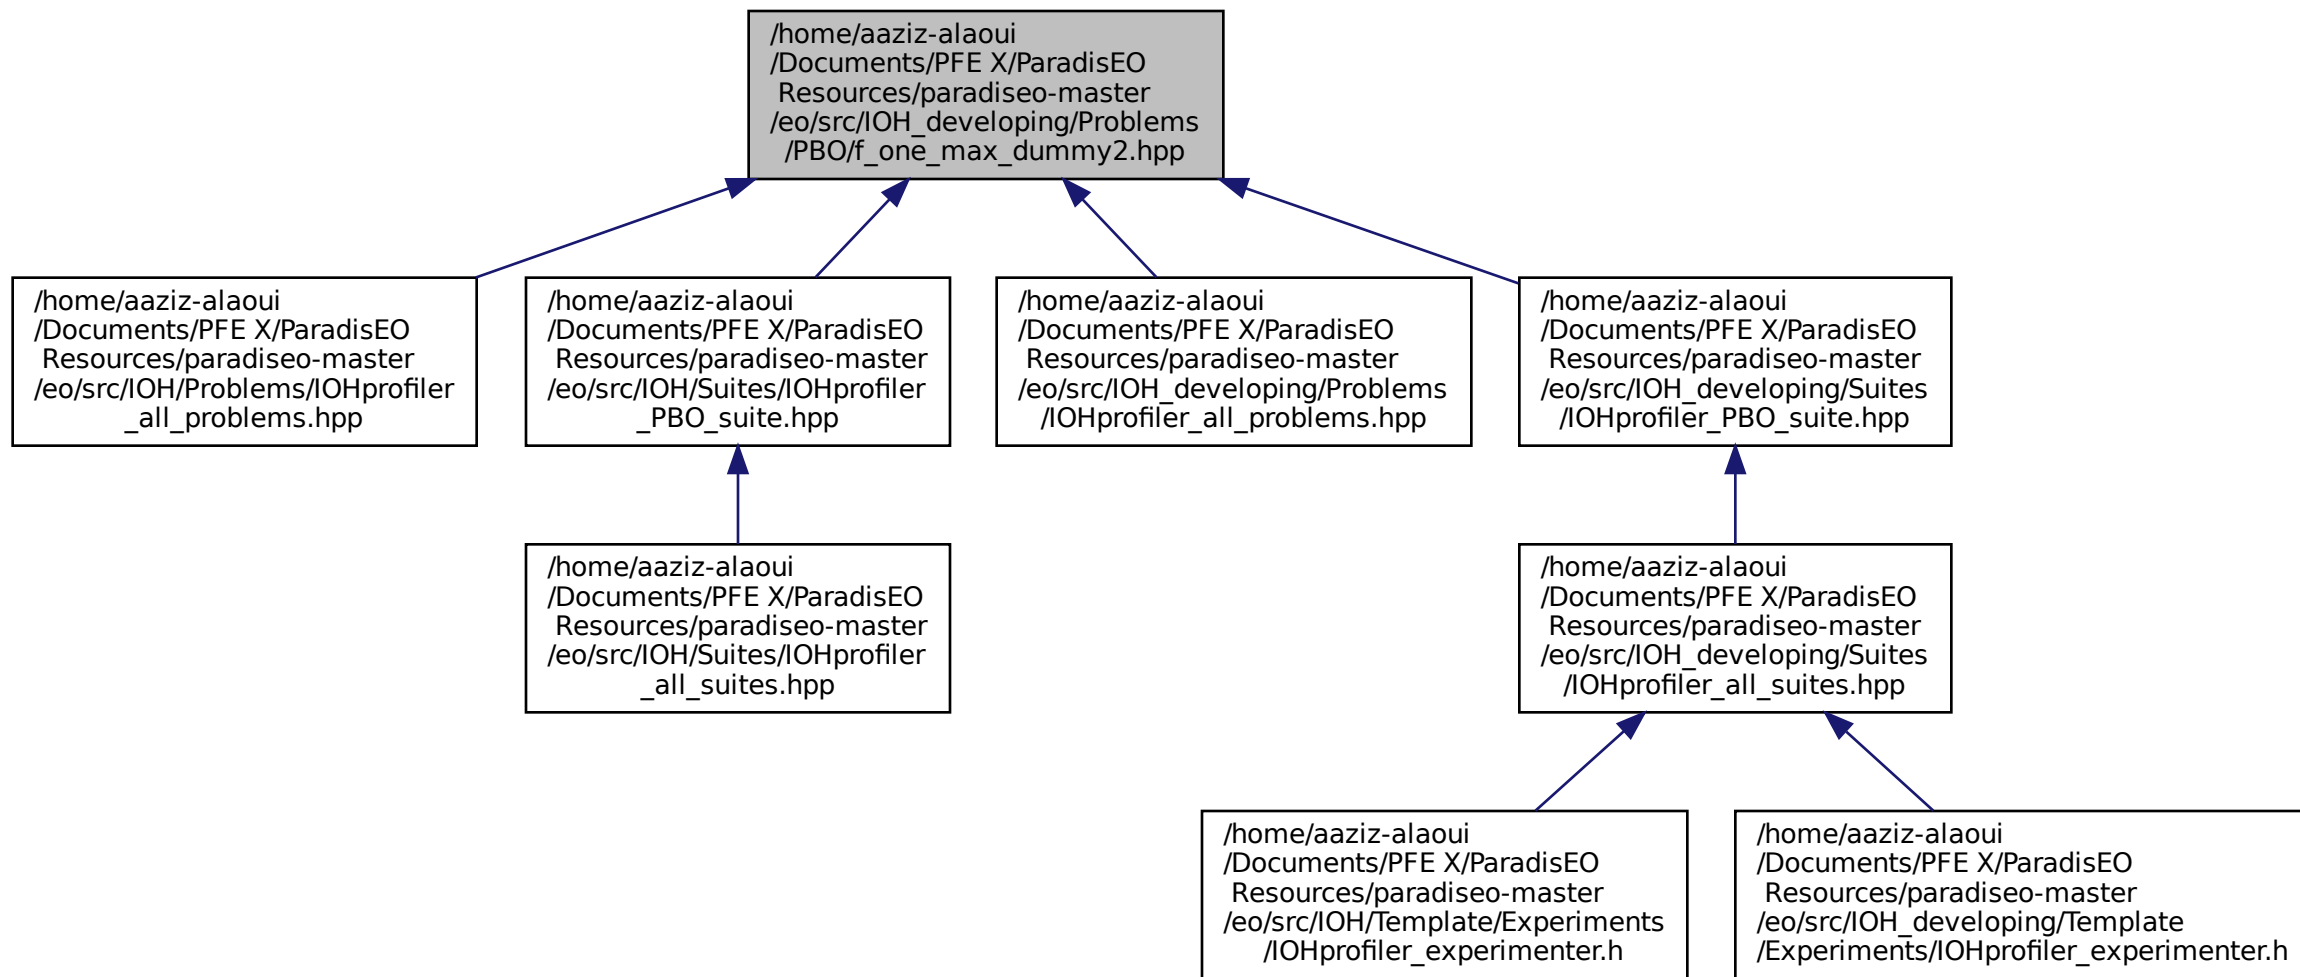 /home/aaziz-alaoui
/Documents/PFE X/ParadisEO
Resources/paradiseo-master
/eo/src/IOH_developing/Problems
/PBO/f_one_max_dummy2.hpp
/home/aaziz-alaoui
/Documents/PFE X/ParadisEO
Resources/paradiseo-master
/eo/src/IOH/Problems/IOHprofiler
_all_problems.hpp
/home/aaziz-alaoui
/Documents/PFE X/ParadisEO
Resources/paradiseo-master
/eo/src/IOH/Suites/IOHprofiler
_PBO_suite.hpp
/home/aaziz-alaoui
/Documents/PFE X/ParadisEO
Resources/paradiseo-master
/eo/src/IOH_developing/Problems
/IOHprofiler_all_problems.hpp
/home/aaziz-alaoui
/Documents/PFE X/ParadisEO
Resources/paradiseo-master
/eo/src/IOH_developing/Suites
/IOHprofiler_PBO_suite.hpp
/home/aaziz-alaoui
/Documents/PFE X/ParadisEO
Resources/paradiseo-master
/eo/src/IOH/Suites/IOHprofiler
_all_suites.hpp
/home/aaziz-alaoui
/Documents/PFE X/ParadisEO
Resources/paradiseo-master
/eo/src/IOH_developing/Suites
/IOHprofiler_all_suites.hpp
/home/aaziz-alaoui
/Documents/PFE X/ParadisEO
Resources/paradiseo-master
/eo/src/IOH/Template/Experiments
/IOHprofiler_experimenter.h
/home/aaziz-alaoui
/Documents/PFE X/ParadisEO
Resources/paradiseo-master
/eo/src/IOH_developing/Template
/Experiments/IOHprofiler_experimenter.h